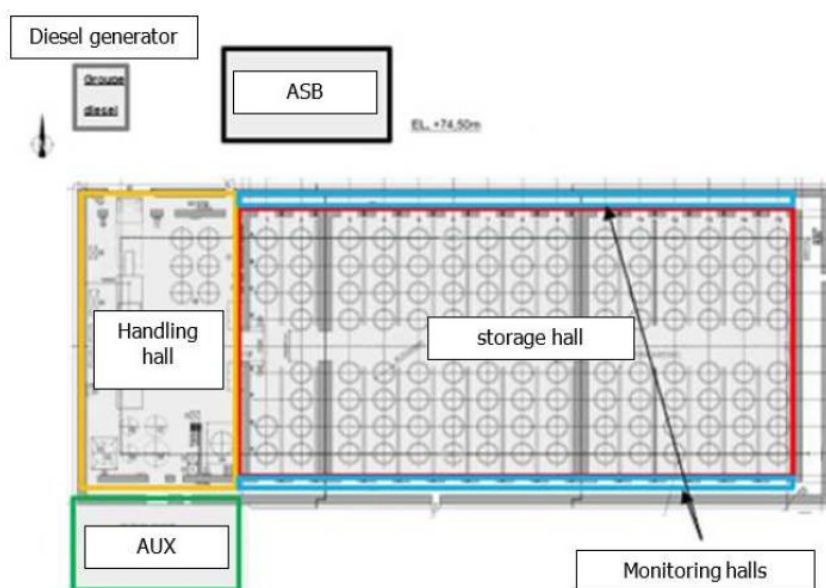 Diesel generator
Groupe
diesel
ASB
EL. +74,50m
Handling
hall
storage hall
AUX
Monitoring halls